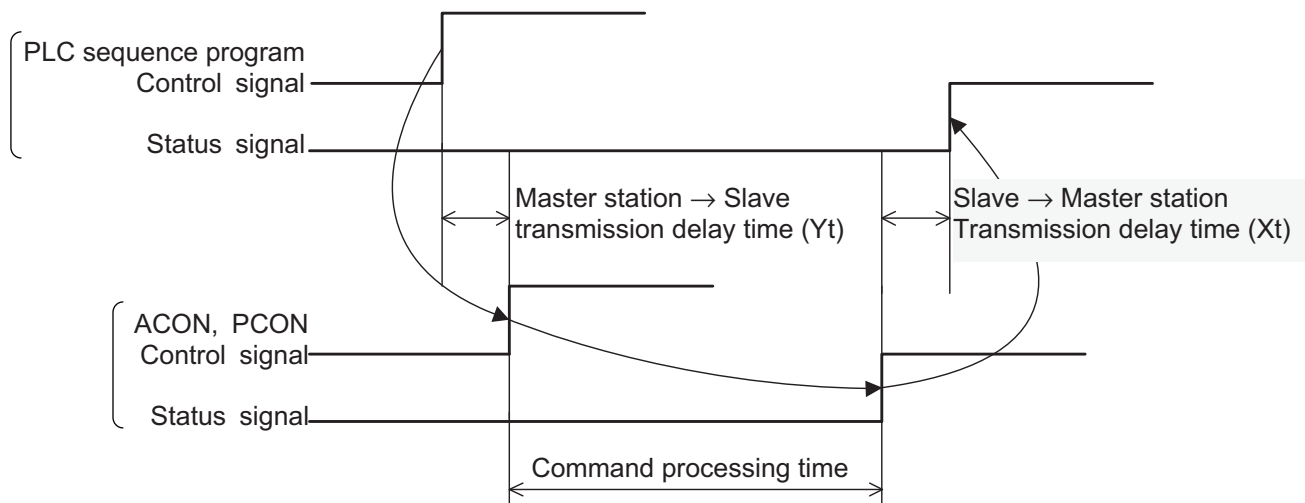 PLC sequence program
Control signal
Status signal
Master station → Slave
transmission delay time (Yt)
Slave → Master station
Transmission delay time (Xt)
ACON, PCON
Control signal
Status signal
Command processing time